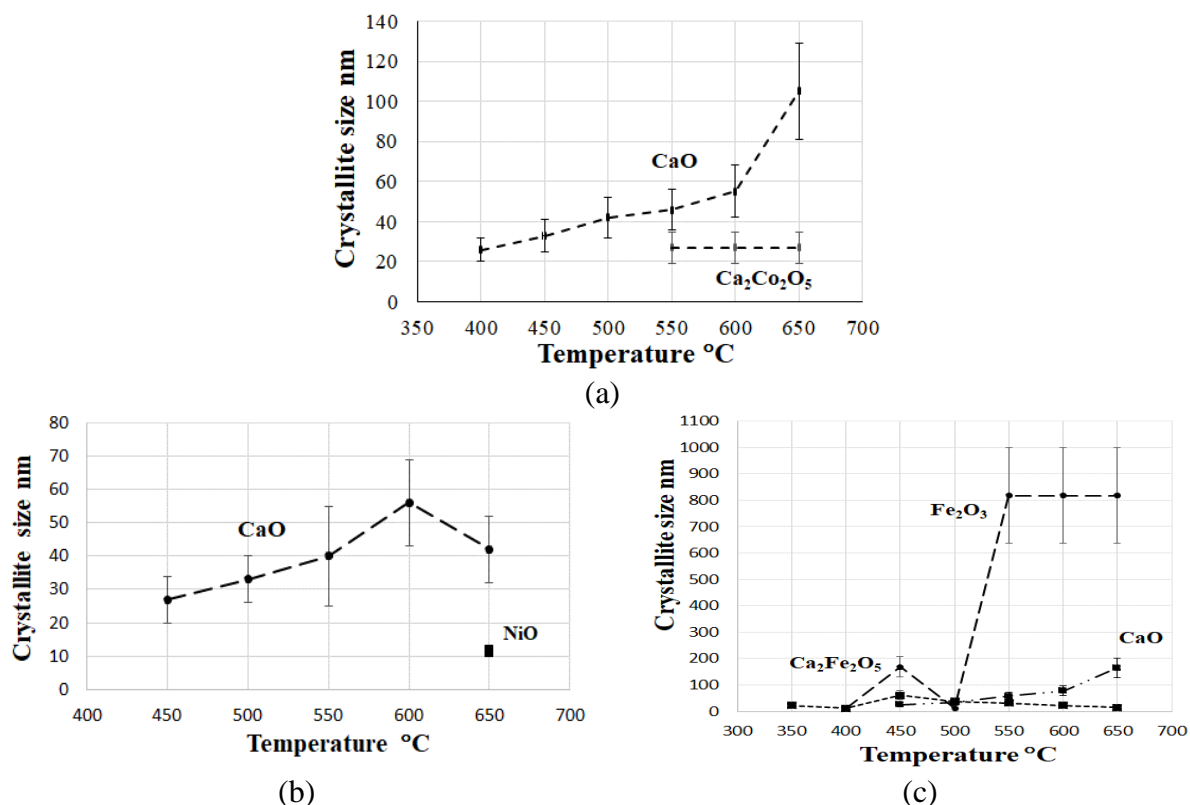 Crystallite size nm
140
120
100
80
60
40
20
0
CaO
Ca₂Co₂O₅
350 400 450 500 550 600 650 700
Temperature °C
(a)
Crystallite size nm
80
70
60
50
40
30
20
10
0
CaO
NiO
400 450 500 550 600 650 700
Temperature °C
(b)
Crystallite size nm
1100
1000
900
800
700
600
500
400
300
200
100
0
Fe₂O₃
CaO
Ca₂Fe₂O₅
300 350 400 450 500 550 600 650 700
Temperature °C
(c)